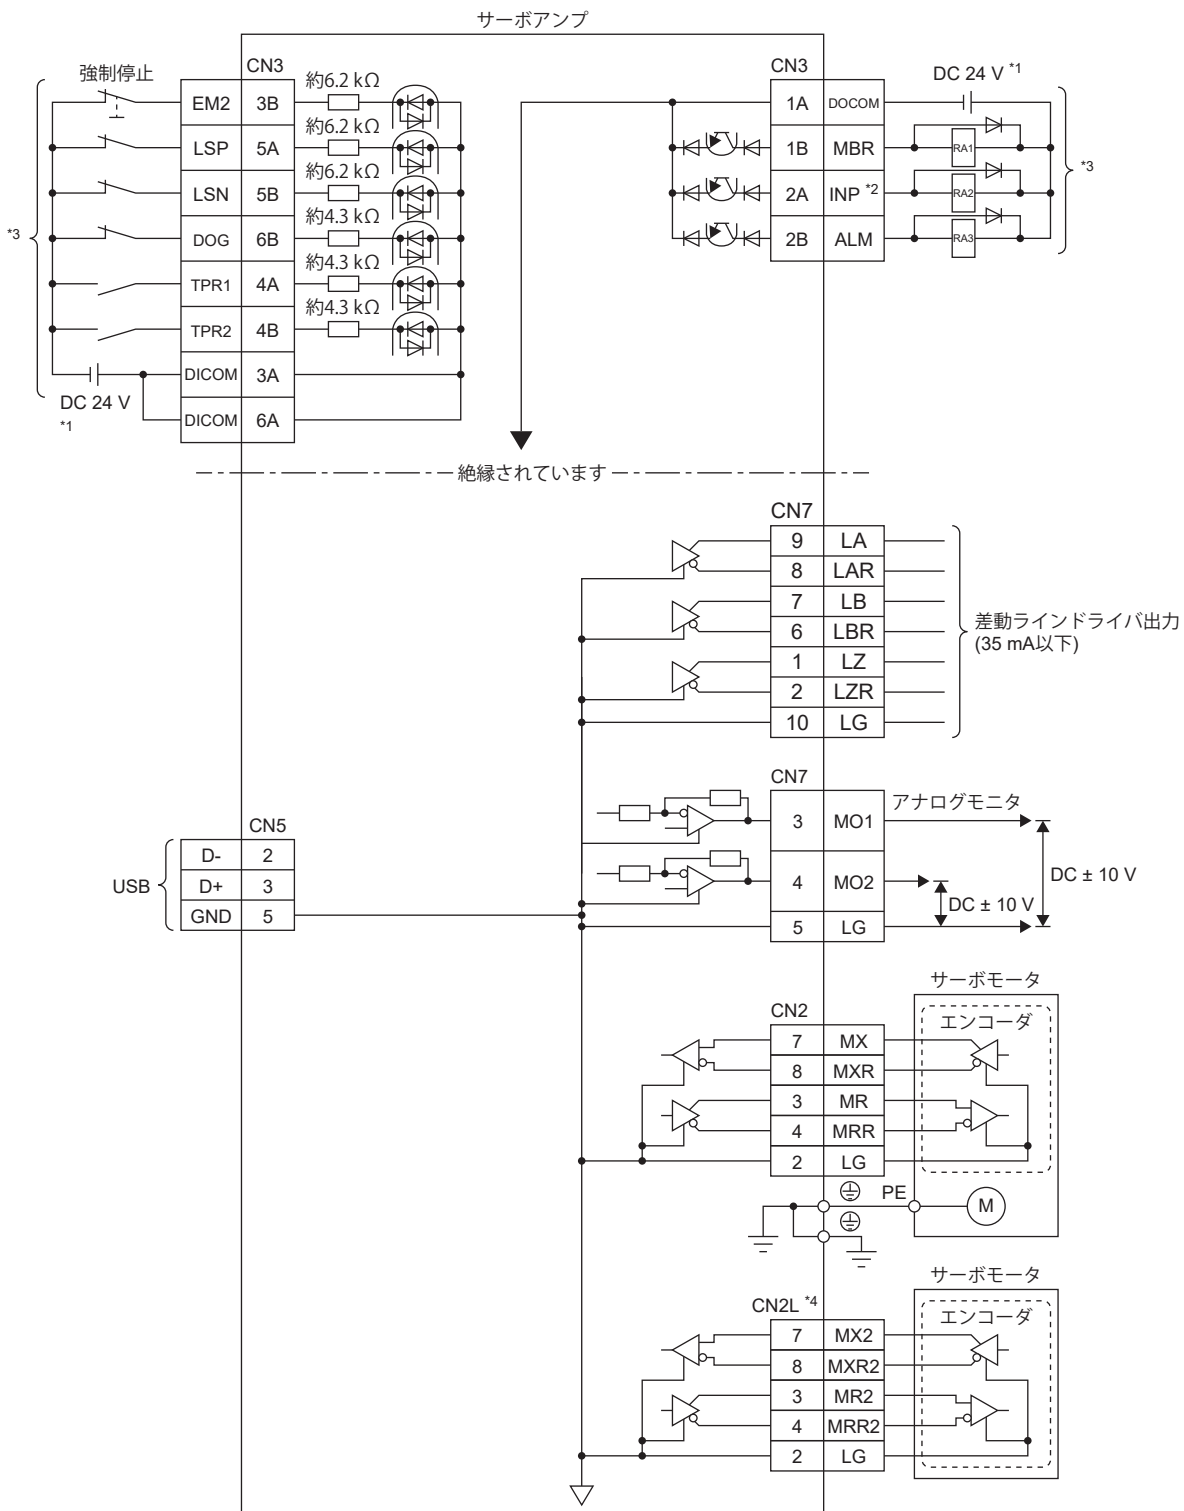 サーボアンプ
強制停止
CN3
EM2 3B 約6.2 kΩ
LSP 5A 約6.2 kΩ
LSN 5B 約6.2 kΩ
DOG 6B 約4.3 kΩ
TPR1 4A 約4.3 kΩ
TPR2 4B 約4.3 kΩ
DICOM 3A
DICOM 6A
*3
DC 24 V
*1
CN3
DC 24 V *1
1A DOCOM
1B MBR RA1
2A INP *2 RA2
2B ALM RA3
*3
絶縁されています
CN7
9 LA
8 LAR
7 LB
6 LBR
1 LZ
2 LZR
10 LG
差動ラインドライバ出力
(35 mA以下)
CN7
3 MO1
アナログモニタ
4 MO2
5 LG
DC ± 10 V
DC ± 10 V
CN5
USB
D- 2
D+ 3
GND 5
サーボモータ
エンコーダ
CN2
7 MX
8 MXR
3 MR
4 MRR
2 LG
PE
M
サーボモータ
エンコーダ
CN2L *4
7 MX2
8 MXR2
3 MR2
4 MRR2
2 LG